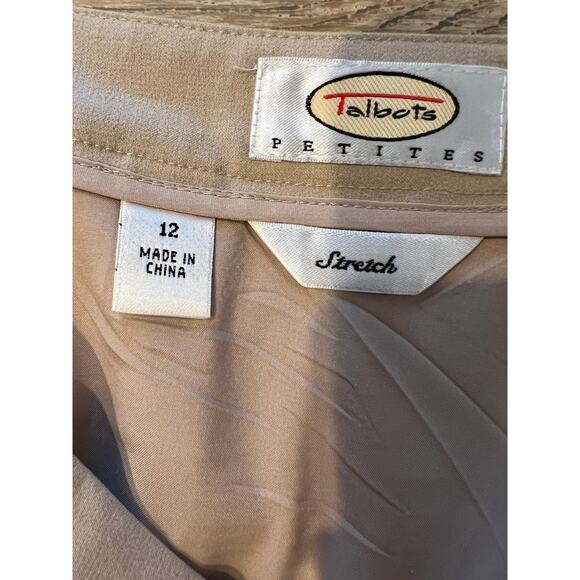 Talbots
PETITES
12
MADE IN
CHINA
Stretch